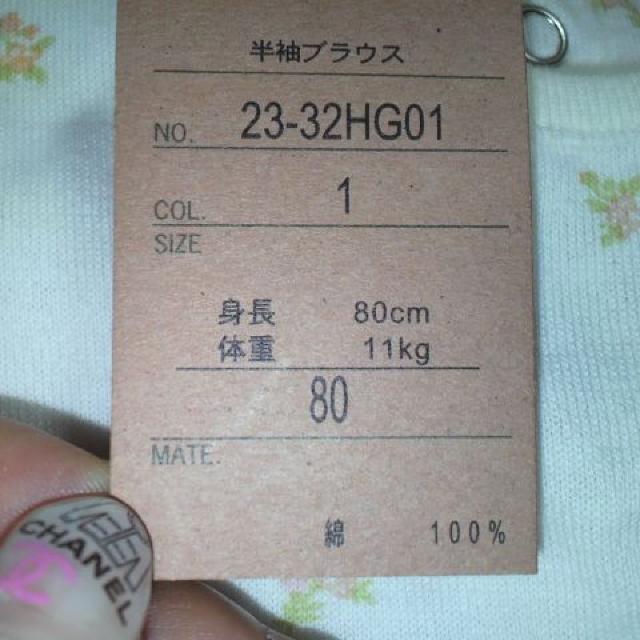 半袖ブラウス
NO. 23-32HG01
COL. 1
SIZE
身長 80cm
体重 11kg
80
MATE.
綿 100%
CHANEL